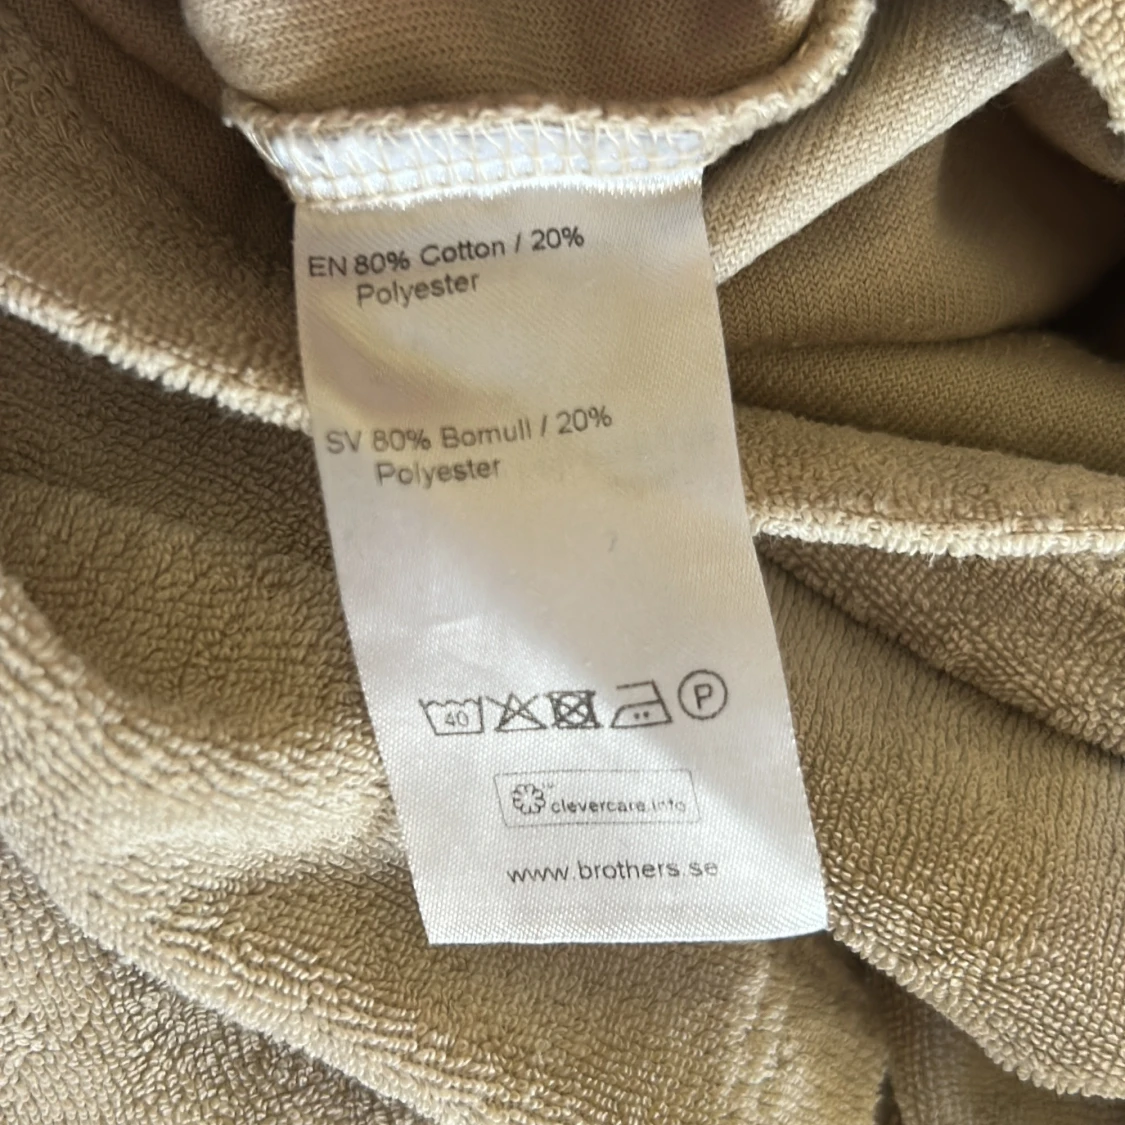 EN 80% Cotton / 20%
Polyester
SV 80% Bomull / 20%
Polyester
40
P
clevercare.info
www.brothers.se